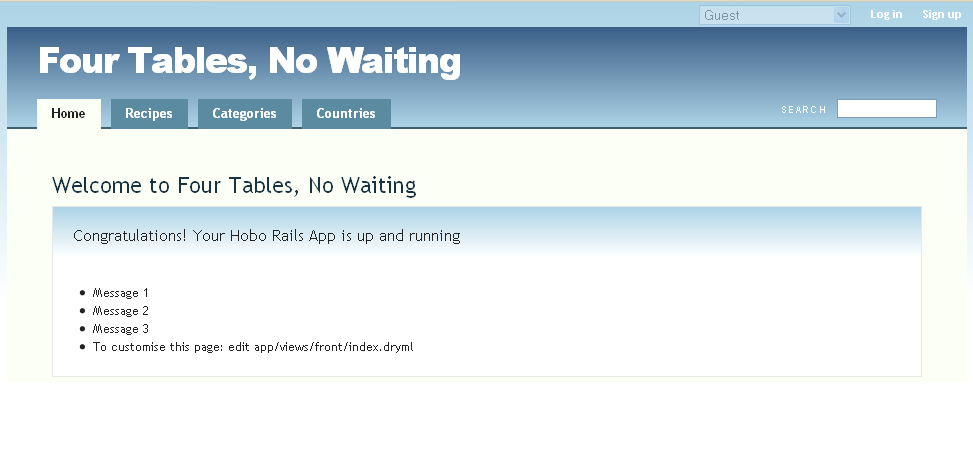 Guest Log in Sign up
Four Tables, No Waiting
Home Recipes Categories Countries SEARCH
Welcome to Four Tables, No Waiting
Congratulations! Your Hobo Rails App is up and running
Message 1
Message 2
Message 3
To customise this page: edit app/views/front/index.dryml